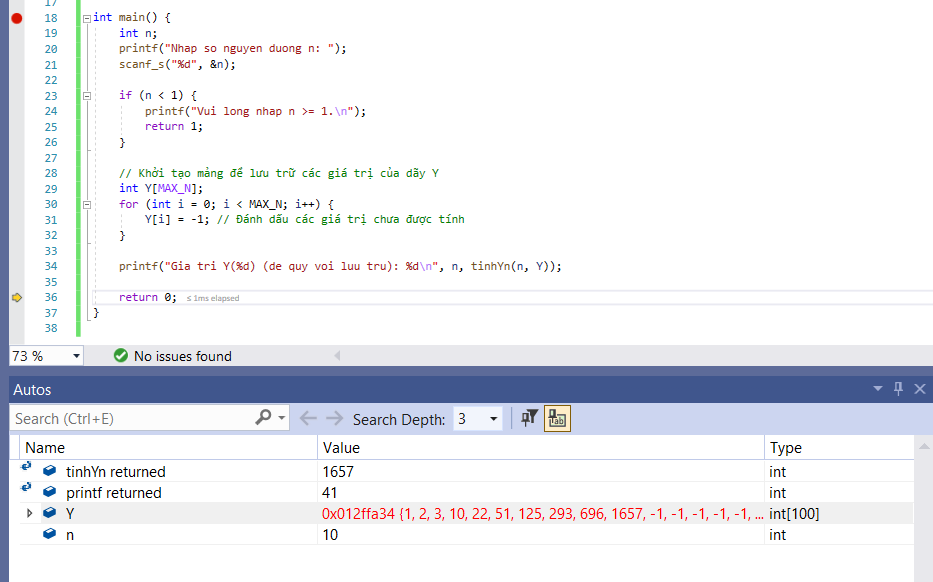 17
18 int main() {
19 int n;
20 printf("Nhap so nguyen duong n: ");
21 scanf_s("%d", &n);
22
23 if (n < 1) {
24 printf("Vui long nhap n >= 1.\n");
25 return 1;
26 }
27
28 // Khởi tạo mảng để lưu trữ các giá trị của dãy Y
29 int Y[MAX_N];
30 for (int i = 0; i < MAX_N; i++) {
31 Y[i] = -1; // Đánh dấu các giá trị chưa được tính
32 }
33
34 printf("Gia tri Y(%d) (de quy voi luu tru): %d\n", n, tinhYn(n, Y));
35
36 return 0; ≤ 1ms elapsed
37 }
38
73 % No issues found
Autos
Search (Ctrl+E) Search Depth: 3
Name Value Type
tinhYn returned 1657 int
printf returned 41 int
Y 0x012ffa34 {1, 2, 3, 10, 22, 51, 125, 293, 696, 1657, -1, -1, -1, -1, -1, ... int[100]
n 10 int